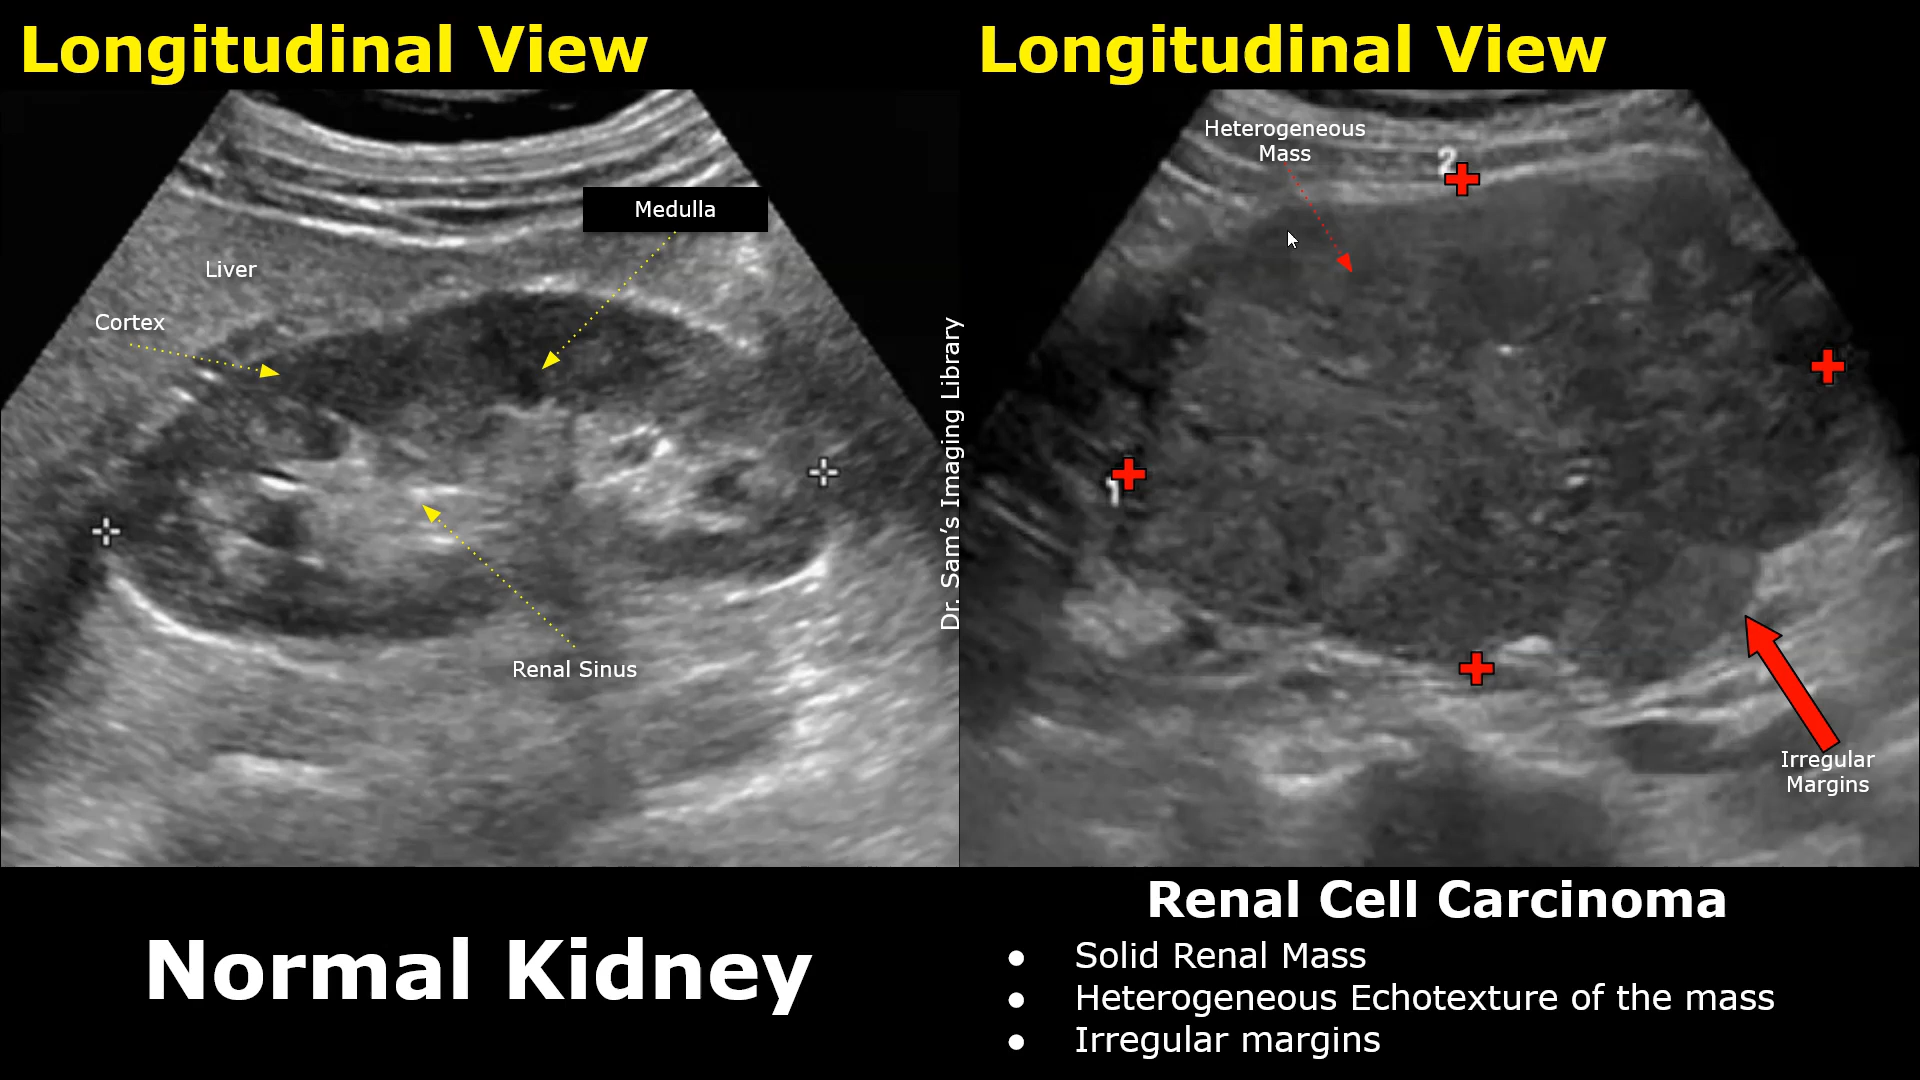 Longitudinal View
Medulla
Liver
Cortex
Renal Sinus
Normal Kidney
Dr. Sam’s Imaging Library
Longitudinal View
Heterogeneous
Mass
2
1
Irregular
Margins
Renal Cell Carcinoma
● Solid Renal Mass
● Heterogeneous Echotexture of the mass
● Irregular margins